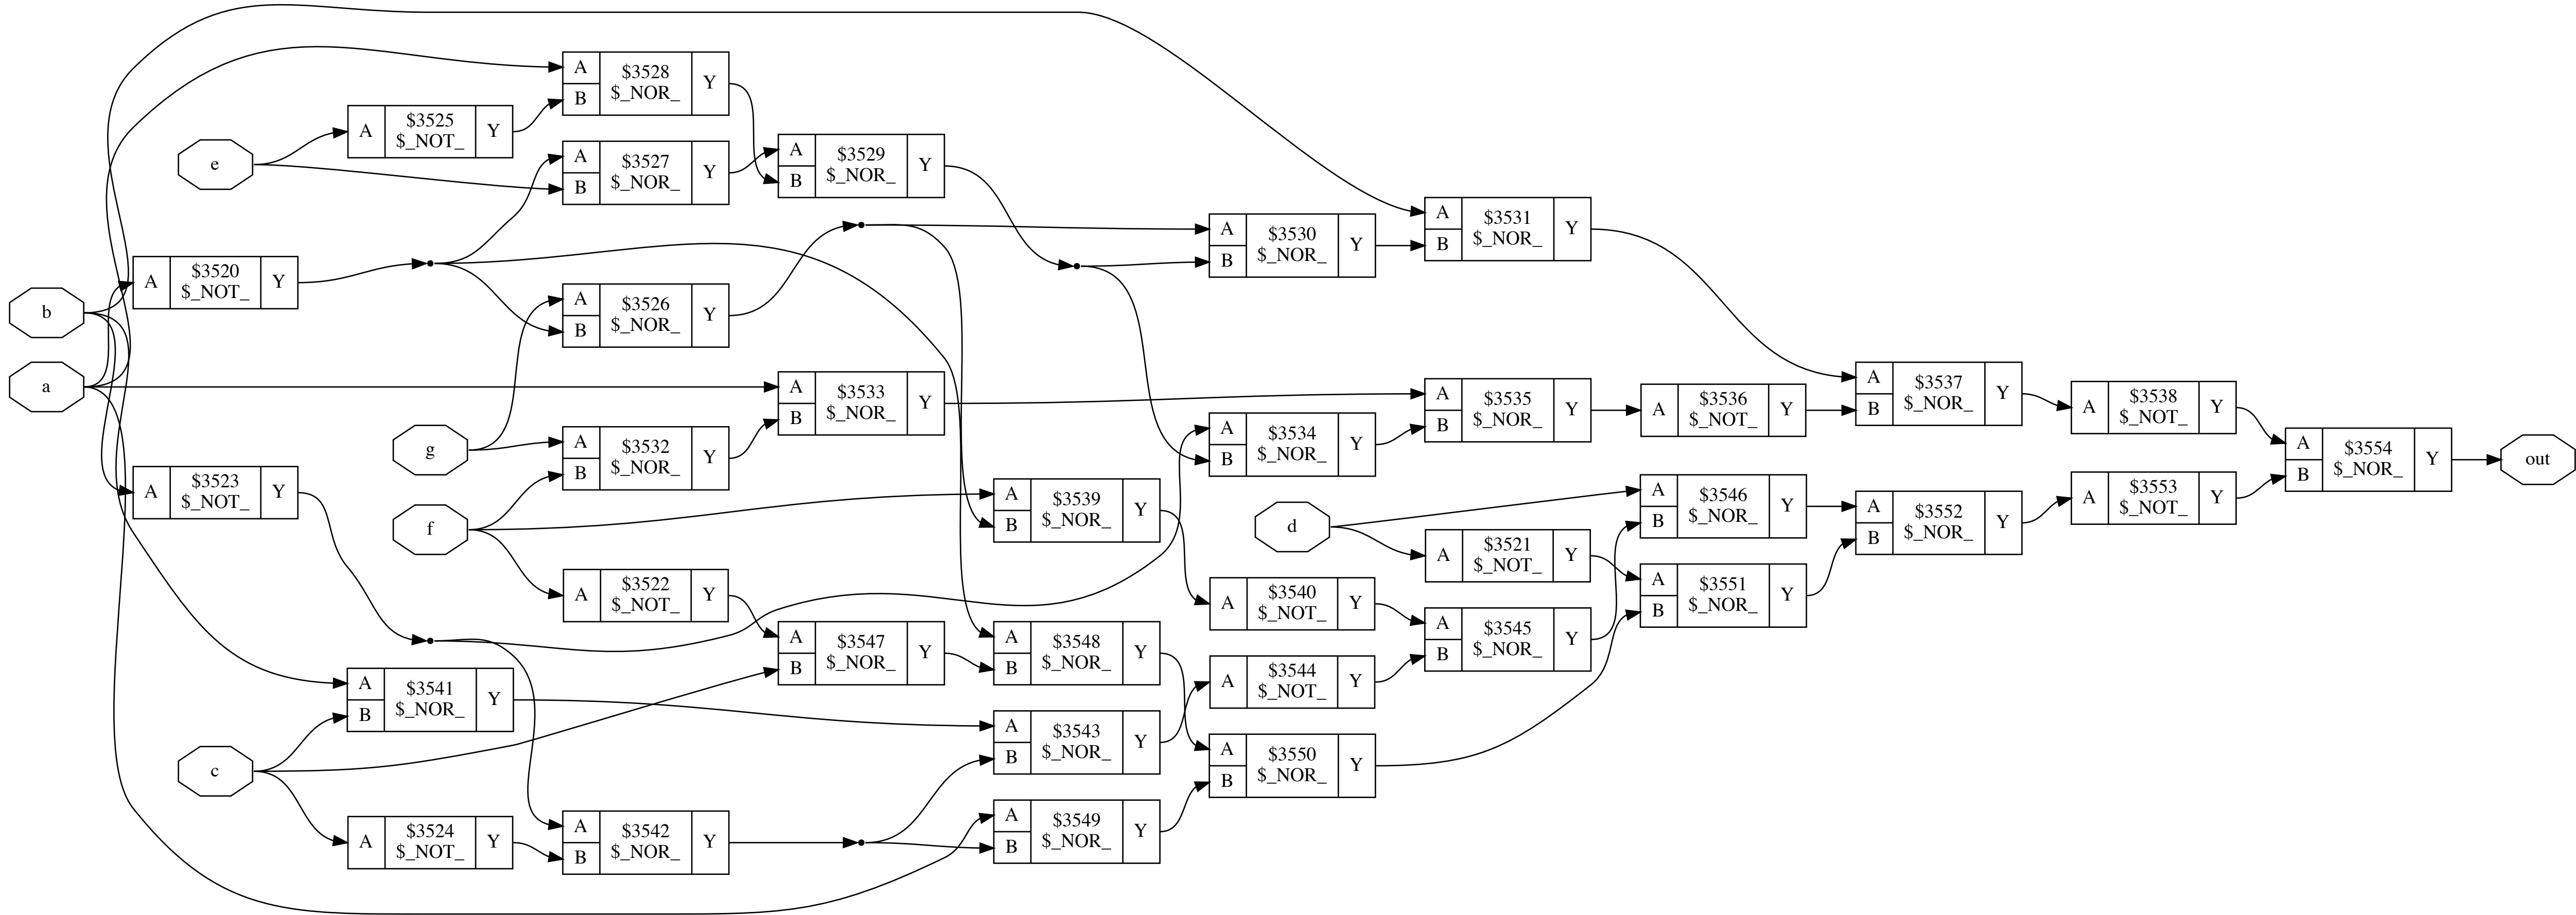 A
$3528
$_NOR_
Y
B
A
$3525
$_NOT_
Y
e
A
$3527
$_NOR_
Y
B
A
$3529
$_NOR_
Y
B
A
$3520
$_NOT_
Y
b
a
A
$3526
$_NOR_
Y
B
A
$3530
$_NOR_
Y
B
A
$3531
$_NOR_
Y
B
A
$3533
$_NOR_
Y
B
g
A
$3532
$_NOR_
Y
B
f
A
$3523
$_NOT_
Y
A
$3534
$_NOR_
Y
B
A
$3535
$_NOR_
Y
B
A
$3536
$_NOT_
Y
A
$3537
$_NOR_
Y
B
A
$3538
$_NOT_
Y
A
$3554
$_NOR_
Y
B
out
A
$3539
$_NOR_
Y
B
d
A
$3546
$_NOR_
Y
B
A
$3552
$_NOR_
Y
B
A
$3553
$_NOT_
Y
A
$3521
$_NOT_
Y
A
$3551
$_NOR_
Y
B
A
$3522
$_NOT_
Y
A
$3540
$_NOT_
Y
A
$3545
$_NOR_
Y
B
A
$3547
$_NOR_
Y
B
A
$3548
$_NOR_
Y
B
A
$3544
$_NOT_
Y
A
$3541
$_NOR_
Y
B
c
A
$3543
$_NOR_
Y
B
A
$3550
$_NOR_
Y
B
A
$3524
$_NOT_
Y
A
$3542
$_NOR_
Y
B
A
$3549
$_NOR_
Y
B